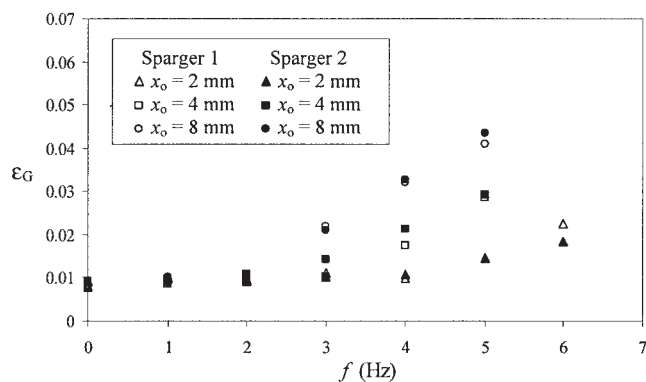 0.07
0.06
0.05
0.04
0.03
0.02
0.01
0
εG
Sparger 1 Sparger 2
△ xo = 2 mm ▲ xo = 2 mm
□ xo = 4 mm ■ xo = 4 mm
○ xo = 8 mm ● xo = 8 mm
0 1 2 3 4 5 6 7
f (Hz)